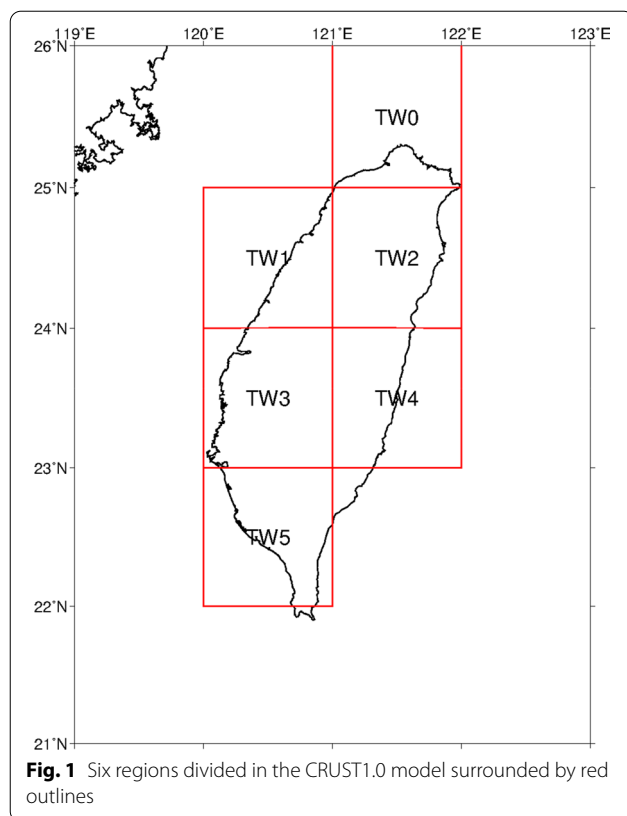 119°E 120°E 121°E 122°E 123°E
26°N
TW0
25°N
TW1 TW2
24°N
TW3 TW4
23°N
TW5
22°N
21°N
Fig. 1 Six regions divided in the CRUST1.0 model surrounded by red
outlines